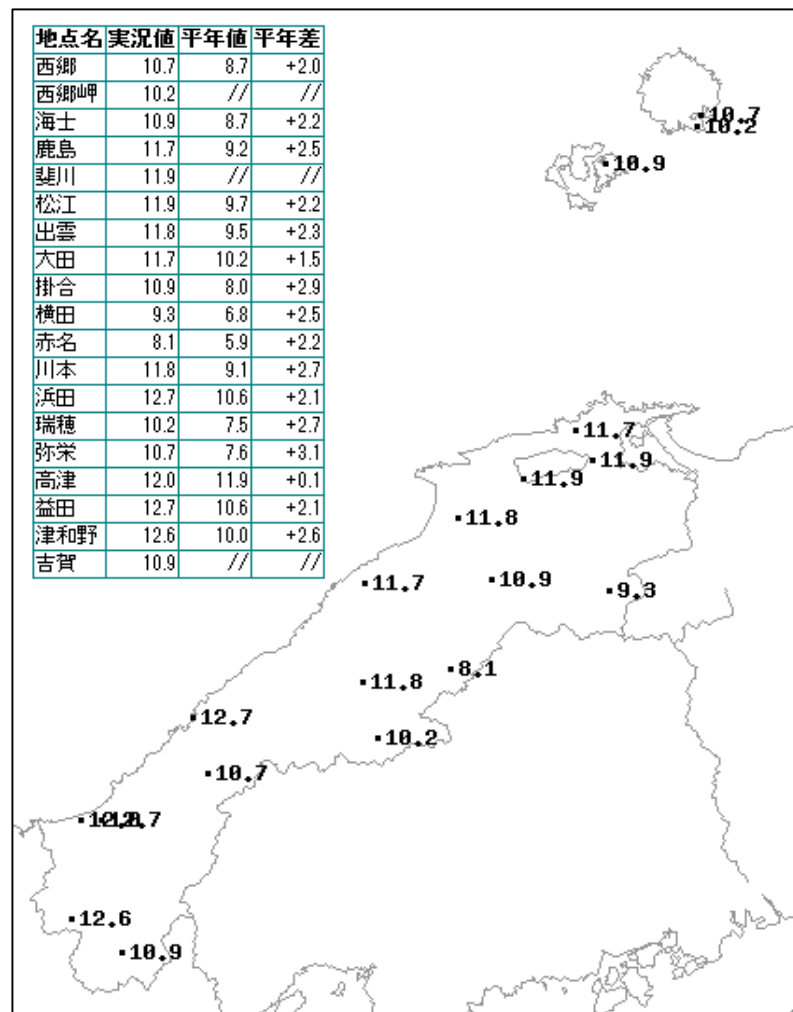 地点名 実況値 平年値 平年差
西郷 10.7 8.7 +2.0
西郷岬 10.2 // //
海士 10.9 8.7 +2.2
鹿島 11.7 9.2 +2.5
斐川 11.9 // //
松江 11.9 9.7 +2.2
出雲 11.8 9.5 +2.3
大田 11.7 10.2 +1.5
掛合 10.9 8.0 +2.9
横田 9.3 6.8 +2.5
赤名 8.1 5.9 +2.2
川本 11.8 9.1 +2.7
浜田 12.7 10.6 +2.1
瑞穂 10.2 7.5 +2.7
弥栄 10.7 7.6 +3.1
高津 12.0 11.9 +0.1
益田 12.7 10.6 +2.1
津和野 12.6 10.0 +2.6
吉賀 10.9 // //
10.7
10.2
10.9
11.7
11.9
11.9
11.8
11.7
10.9
9.3
8.1
11.8
12.7
10.2
10.7
12.6
10.9